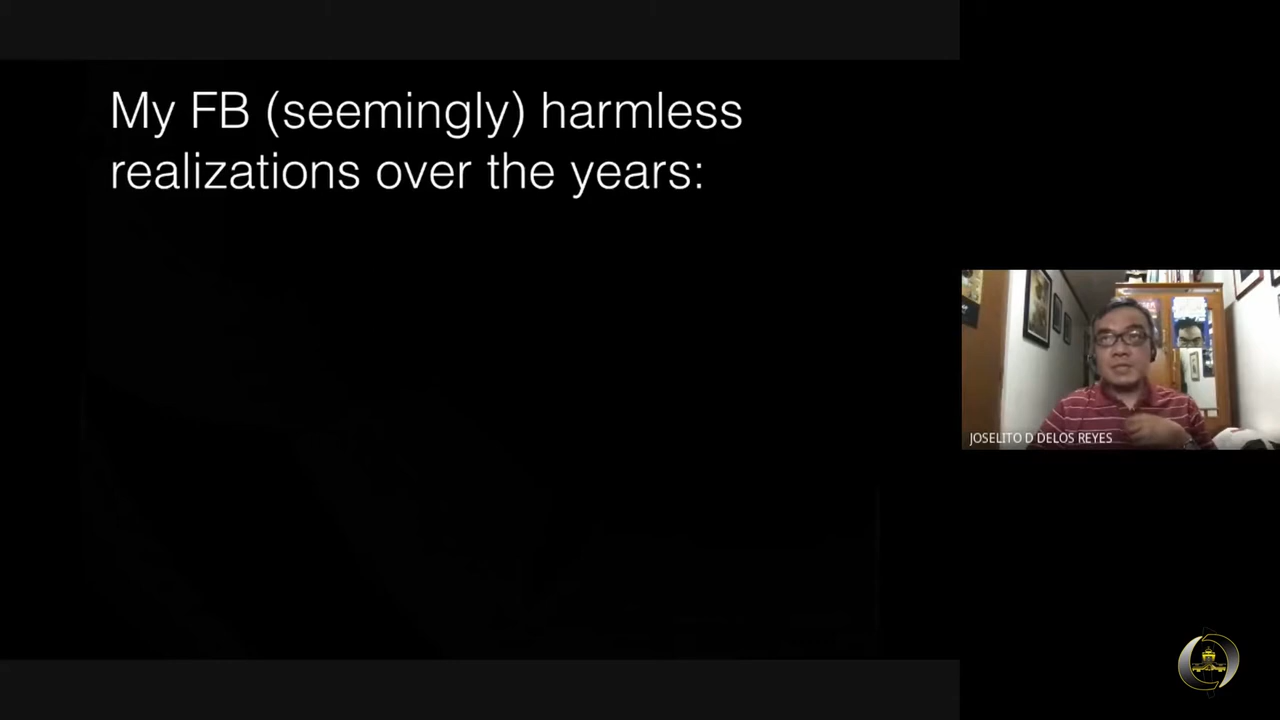 My FB (seemingly) harmless
realizations over the years:
JOSELITO D DELOS REYES